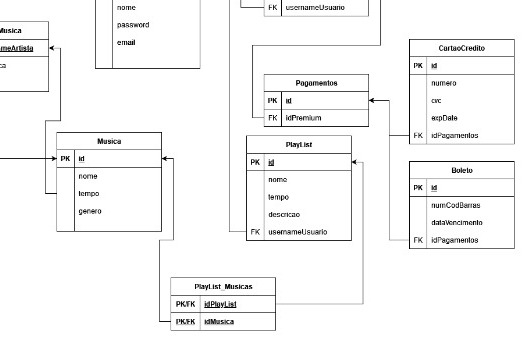 nome
password
email
FK usernameUsuario
Musica
Pagamentos
PK id
FK idPremium
CartaoCredito
PK id
numero
cvc
expDate
FK idPagamentos
Musica
PK id
nome
tempo
genero
PlayList
PK id
nome
tempo
descricao
FK usernameUsuario
Boleto
PK id
numCodBarras
dataVencimento
FK idPagamentos
PlayList_Musicas
PK/FK idPlayList
PK/FK idMusica